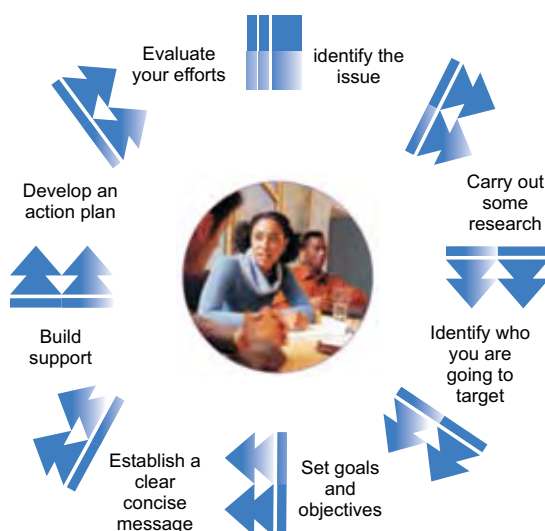 identify the
issue
Carry out
some
research
Identify who
you are
going to
target
Set goals
and
objectives
Establish a
clear
concise
message
Build
support
Develop an
action plan
Evaluate
your efforts